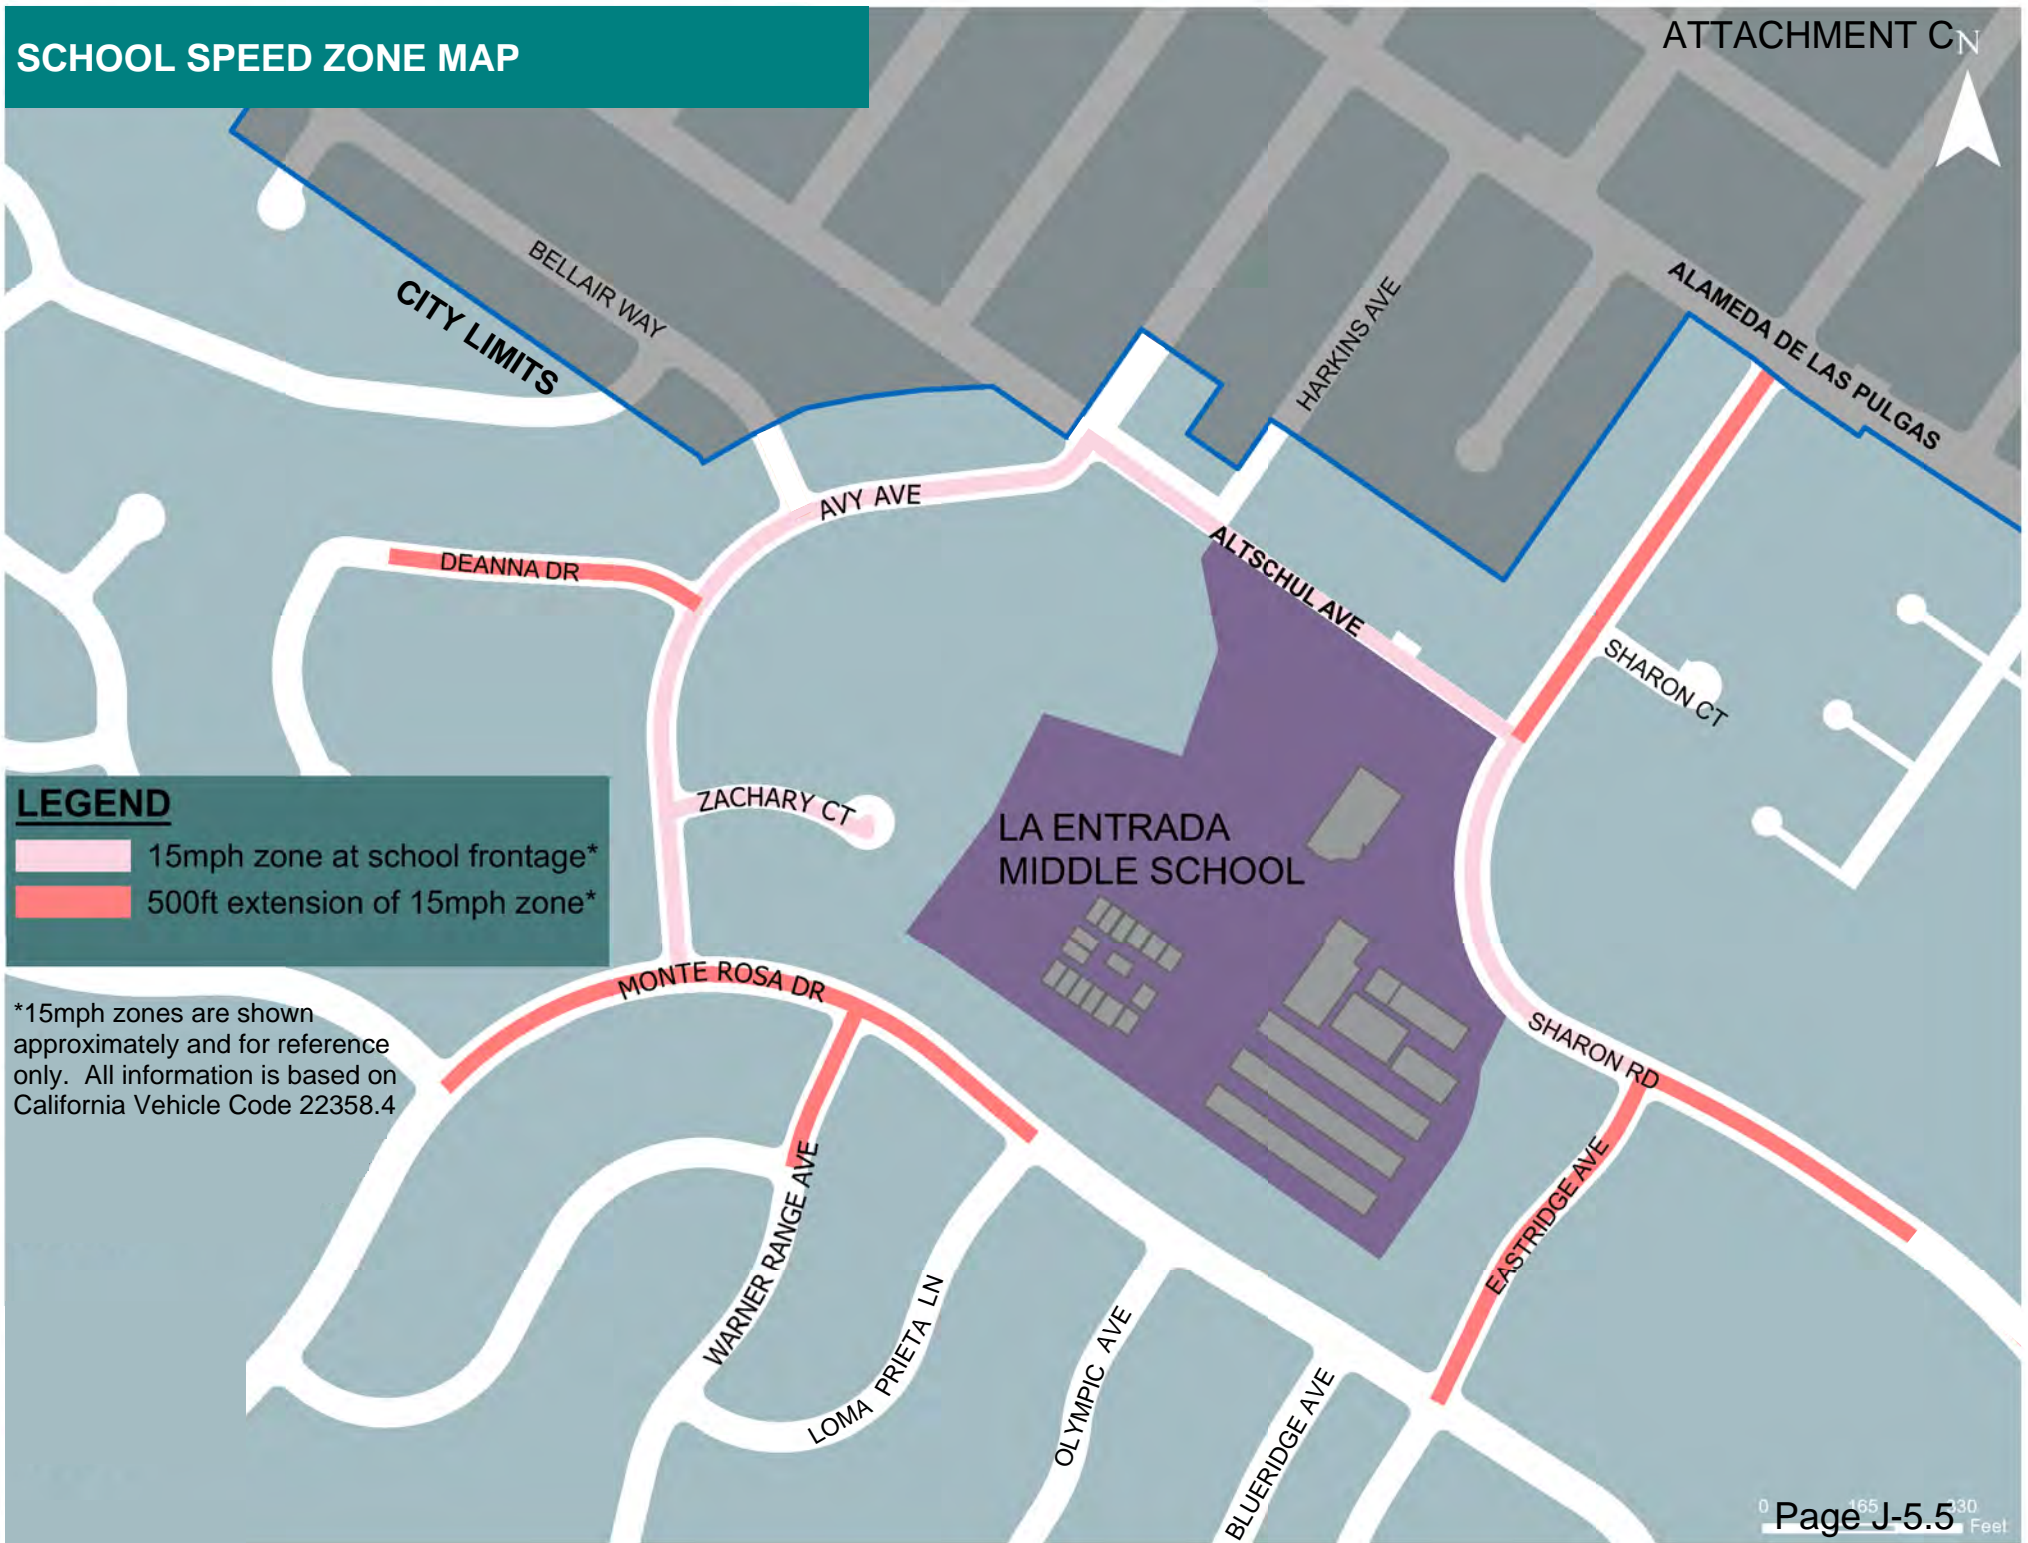 SCHOOL SPEED ZONE MAP
ATTACHMENT C
N
BELLAIR WAY
CITY LIMITS
HARKINS AVE
ALAMEDA DE LAS PULGAS
AVY AVE
DEANNA DR
ALTSCHUL AVE
SHARON CT
ZACHARY CT
LEGEND
15mph zone at school frontage*
500ft extension of 15mph zone*
LA ENTRADA
MIDDLE SCHOOL
MONTE ROSA DR
*15mph zones are shown
approximately and for reference
only. All information is based on
California Vehicle Code 22358.4
SHARON RD
WARNER RANGE AVE
EASTRIDGE AVE
LOMA PRIETA LN
OLYMPIC AVE
BLUERIDGE AVE
0 165 330
Feet
Page J-5.5